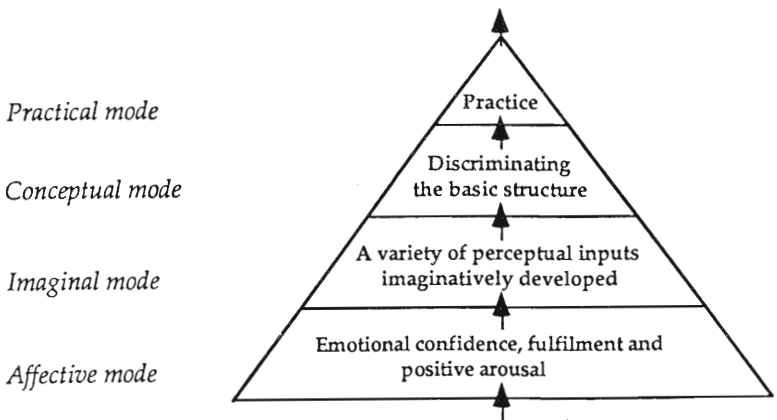 Practical mode
Practice
Conceptual mode
Discriminating
the basic structure
Imaginal mode
A variety of perceptual inputs
imaginatively developed
Affective mode
Emotional confidence, fulfilment and
positive arousal